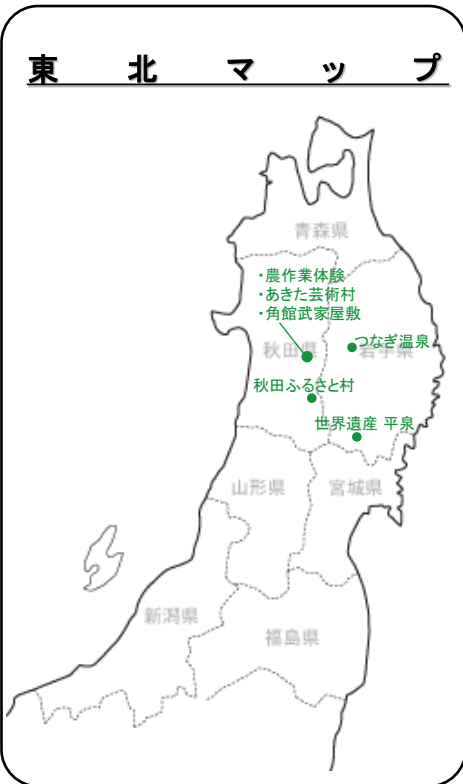 東北マップ
青森県
・農作業体験
・あきた芸術村
・角館武家屋敷
秋田県
つなぎ温泉
岩手県
秋田ふるさと村
世界遺産 平泉
山形県
宮城県
新潟県
福島県